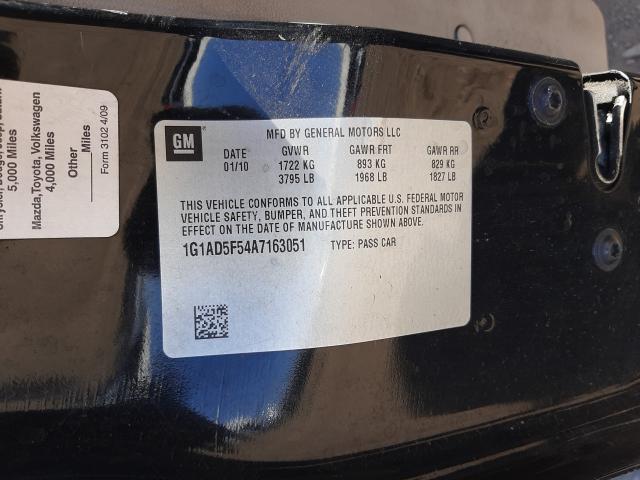 5,000 Miles
Mazda,Toyota,Volkswagen
4,000 Miles
Other
Miles
Form 3102 4/09
GM
MFD BY GENERAL MOTORS LLC
DATE GVWR GAWR FRT GAWR RR
01/10 1722 KG 893 KG 829 KG
3795 LB 1968 LB 1827 LB
THIS VEHICLE CONFORMS TO ALL APPLICABLE U.S. FEDERAL MOTOR
VEHICLE SAFETY, BUMPER, AND THEFT PREVENTION STANDARDS IN
EFFECT ON THE DATE OF MANUFACTURE SHOWN ABOVE.
1G1AD5F54A7163051 TYPE: PASS CAR